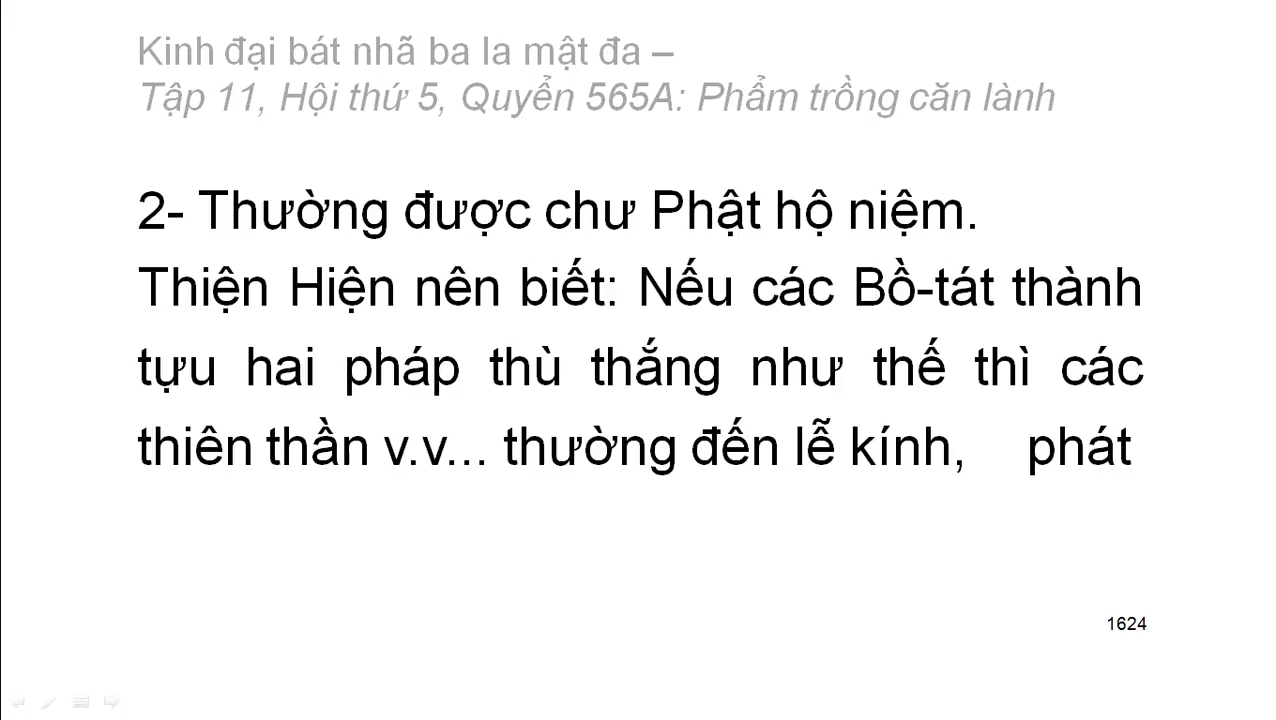 Kinh đại bát nhã ba la mật đa –
Tập 11, Hội thứ 5, Quyển 565A: Phẩm trồng căn lành
2- Thường được chư Phật hộ niệm.
Thiện Hiện nên biết: Nếu các Bồ-tát thành
tựu hai pháp thù thắng như thế thì các
thiên thần v.v... thường đến lễ kính, phát
1624